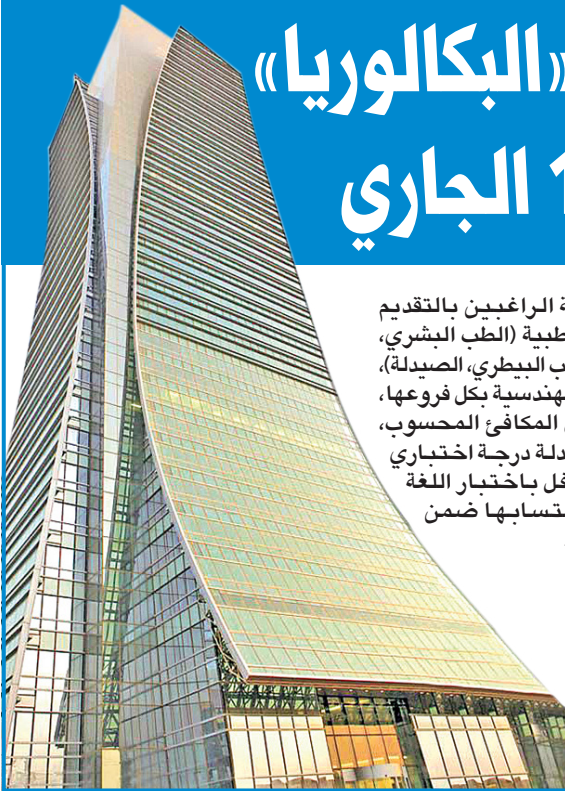 «البكالوريا»
1 الجاري
ة الراغبين بالتقديم
طبية (الطب البشري،
ب البيطري، الصيدلة)،
هندسية بكل فروعها،
المكافئ المحسوب،
دلة درجة اختباري
فل باختبار اللغة
تسابها ضمن